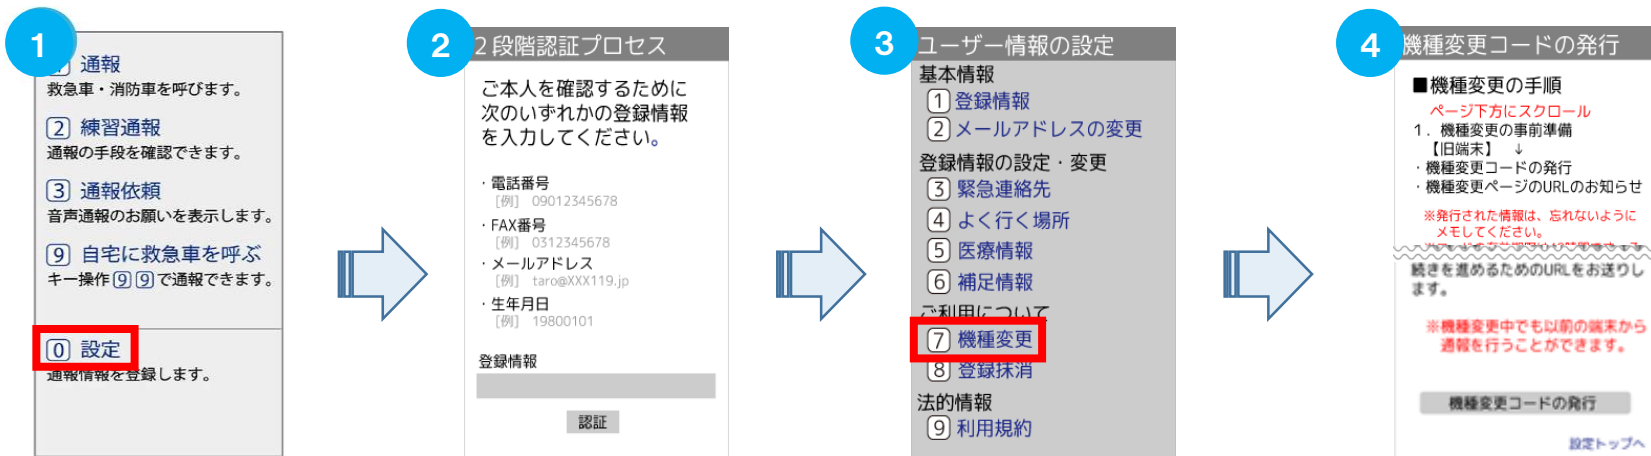 1
通報
救急車・消防車を呼びます。
2 練習通報
通報の手段を確認できます。
3 通報依頼
音声通報のお願いを表示します。
9 自宅に救急車を呼ぶ
キー操作99で通報できます。
0 設定
通報情報を登録します。
2
2段階認証プロセス
ご本人を確認するために
次のいずれかの登録情報
を入力してください。
・電話番号
[例] 09012345678
・FAX番号
[例] 0312345678
・メールアドレス
[例] taro@XXX119.jp
・生年月日
[例] 19800101
登録情報
認証
3
ユーザー情報の設定
基本情報
1 登録情報
2 メールアドレスの変更
登録情報の設定・変更
3 緊急連絡先
4 よく行く場所
5 医療情報
6 補足情報
ご利用について
7 機種変更
8 登録抹消
法的情報
9 利用規約
4
機種変更コードの発行
■機種変更の手順
ページ下方にスクロール
1. 機種変更の事前準備
【旧端末】 ↓
・機種変更コードの発行
・機種変更ページのURLのお知らせ
※発行された情報は、忘れないように
メモしてください。
続きを進めるためのURLをお送りし
ます。
※機種変更中でも以前の端末から
通報を行うことができます。
機種変更コードの発行
設定トップへ